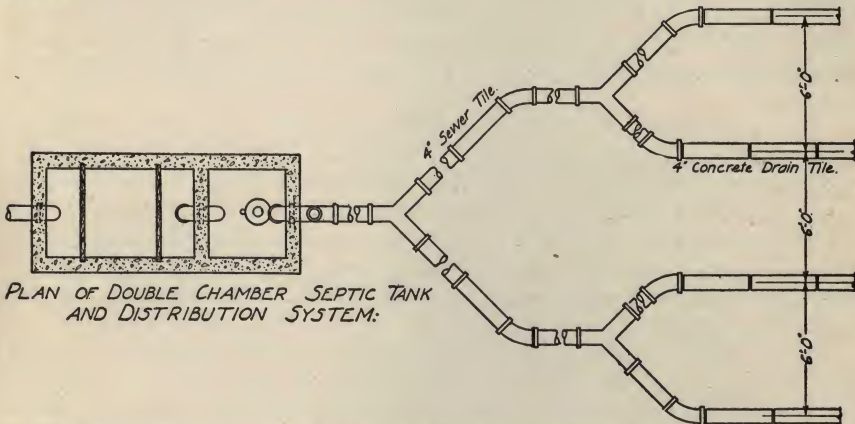 6'-0"
4" Sewer Tile.
4" Concrete Drain Tile.
6'-0"
PLAN OF DOUBLE CHAMBER SEPTIC TANK
AND DISTRIBUTION SYSTEM:
6'-0"